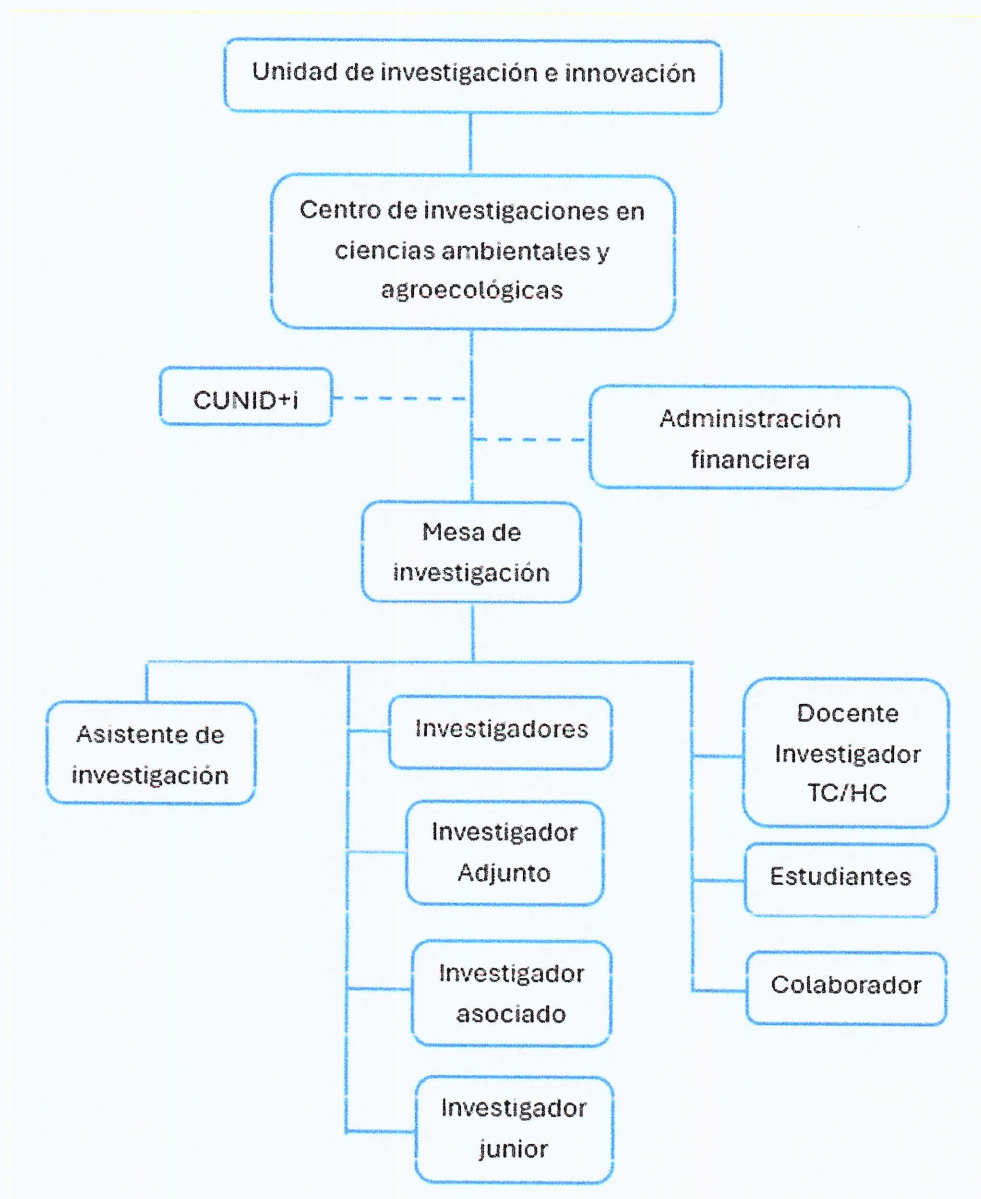 Unidad de investigación e innovación
Centro de investigaciones en
ciencias ambientales y
agroecológicas
CUNID+i
Administración
financiera
Mesa de
investigación
Asistente de
investigación
Investigadores
Investigador
Adjunto
Investigador
asociado
Investigador
junior
Docente
Investigador
TC/HC
Estudiantes
Colaborador